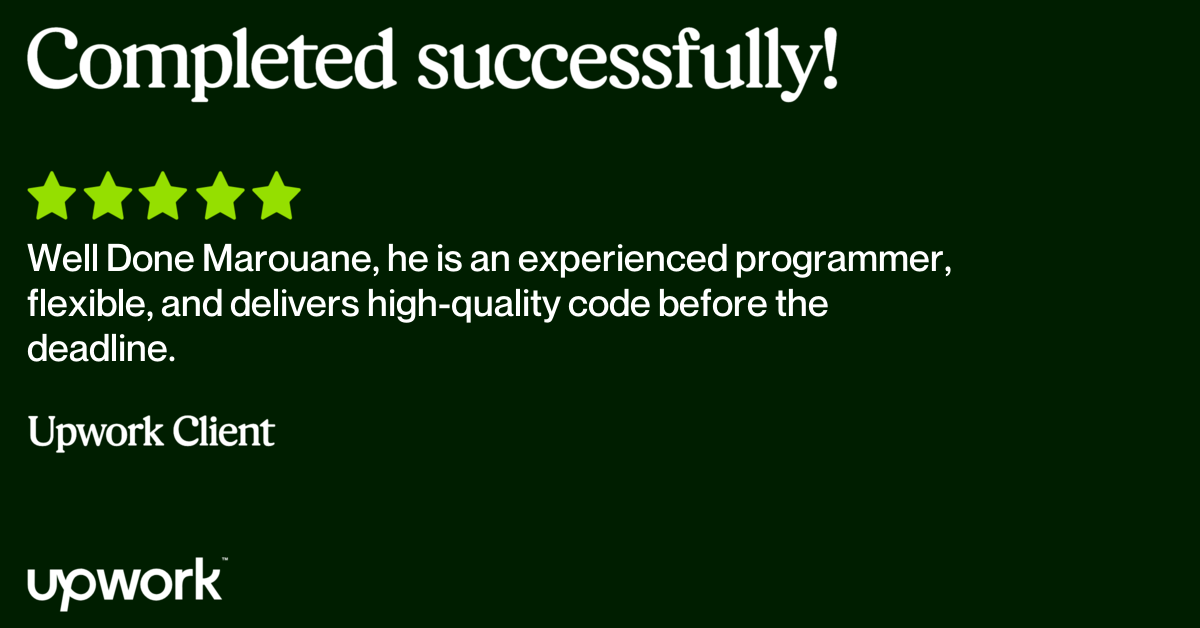 Completed successfully!
Well Done Marouane, he is an experienced programmer,
flexible, and delivers high-quality code before the
deadline.
Upwork Client
upwork™